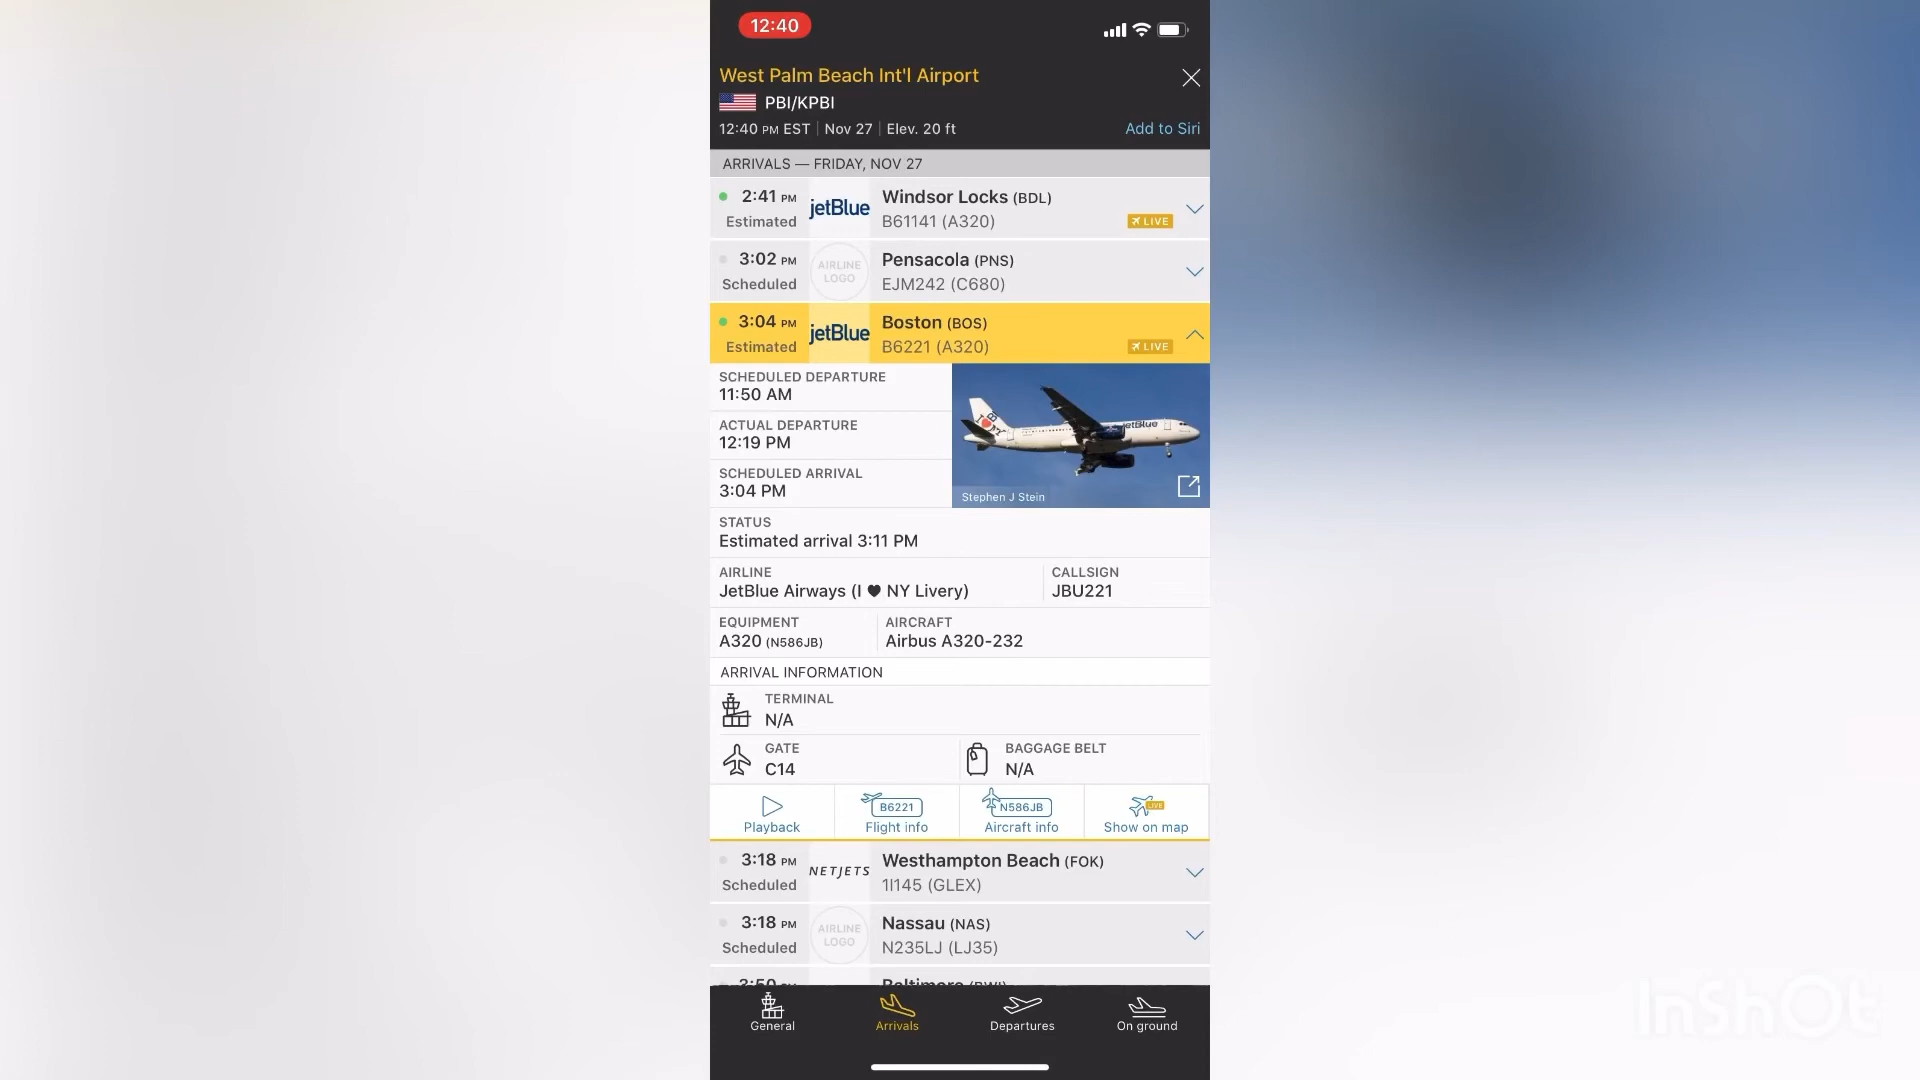 12:40
West Palm Beach Int'l Airport
PBI/KPBI
12:40 PM EST | Nov 27 | Elev. 20 ft
Add to Siri
ARRIVALS — FRIDAY, NOV 27
2:41 PM
Estimated
jetBlue
Windsor Locks (BDL)
B61141 (A320)
LIVE
3:02 PM
Scheduled
AIRLINE
LOGO
Pensacola (PNS)
EJM242 (C680)
3:04 PM
Estimated
jetBlue
Boston (BOS)
B6221 (A320)
LIVE
SCHEDULED DEPARTURE
11:50 AM
ACTUAL DEPARTURE
12:19 PM
SCHEDULED ARRIVAL
3:04 PM
jetBlue
Stephen J Stein
STATUS
Estimated arrival 3:11 PM
AIRLINE
JetBlue Airways (I ♥ NY Livery)
CALLSIGN
JBU221
EQUIPMENT
A320 (N586JB)
AIRCRAFT
Airbus A320-232
ARRIVAL INFORMATION
TERMINAL
N/A
GATE
C14
BAGGAGE BELT
N/A
Playback
B6221
Flight info
N586JB
Aircraft info
LIVE
Show on map
3:18 PM
Scheduled
NETJETS
Westhampton Beach (FOK)
1I145 (GLEX)
3:18 PM
Scheduled
AIRLINE
LOGO
Nassau (NAS)
N235LJ (LJ35)
3:50 PM
Baltimore (BWI)
General
Arrivals
Departures
On ground
InShOt